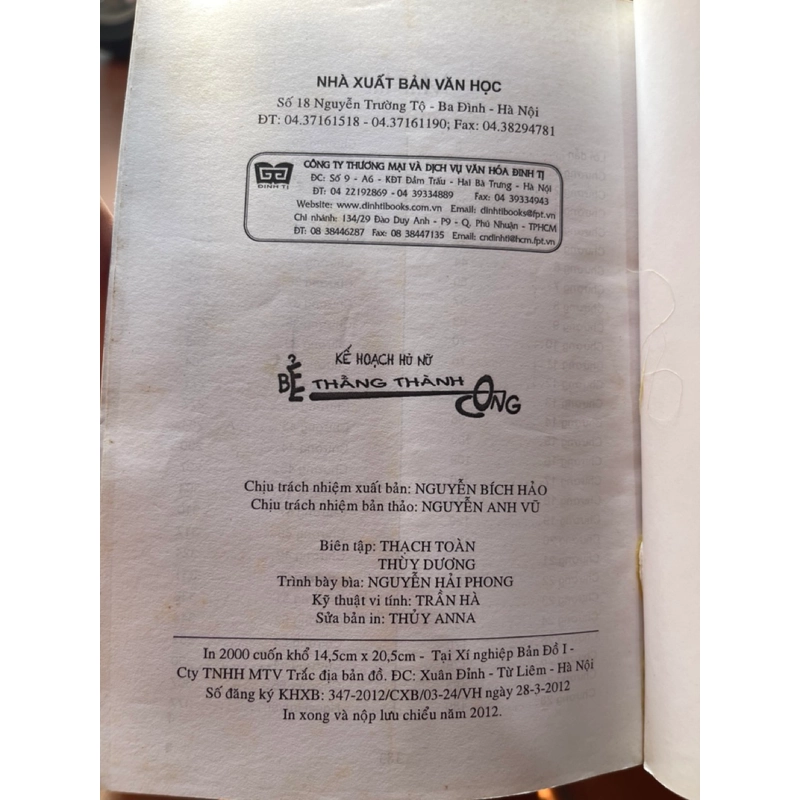 NHÀ XUẤT BẢN VĂN HỌC
Số 18 Nguyễn Trường Tộ - Ba Đình - Hà Nội
ĐT: 04.37161518 - 04.37161190; Fax: 04.38294781
ĐINH TỊ
CÔNG TY THƯƠNG MẠI VÀ DỊCH VỤ VĂN HÓA ĐINH TỊ
ĐC: Số 9 - A6 - KĐT Đầm Trấu - Hai Bà Trưng - Hà Nội
ĐT: 04 22192869 - 04 39334889 Fax: 04 39334943
Website: www.dinhtibooks.com.vn Email: dinhtibooks@fpt.vn
Chi nhánh: 134/29 Đào Duy Anh - P9 - Q. Phú Nhuận - TPHCM
ĐT: 08 38446287 Fax: 08 38447135 Email: cndinhti@hcm.fpt.vn
KẾ HOẠCH HỦ NỮ
BẺ THẲNG THÀNH CÔNG
Chịu trách nhiệm xuất bản: NGUYỄN BÍCH HẢO
Chịu trách nhiệm bản thảo: NGUYỄN ANH VŨ
Biên tập: THẠCH TOÀN
THÙY DƯƠNG
Trình bày bìa: NGUYỄN HẢI PHONG
Kỹ thuật vi tính: TRẦN HÀ
Sửa bản in: THỦY ANNA
In 2000 cuốn khổ 14,5cm x 20,5cm - Tại Xí nghiệp Bản Đồ I -
Cty TNHH MTV Trắc địa bản đồ. ĐC: Xuân Đỉnh - Từ Liêm - Hà Nội
Số đăng ký KHXB: 347-2012/CXB/03-24/VH ngày 28-3-2012
In xong và nộp lưu chiểu năm 2012.